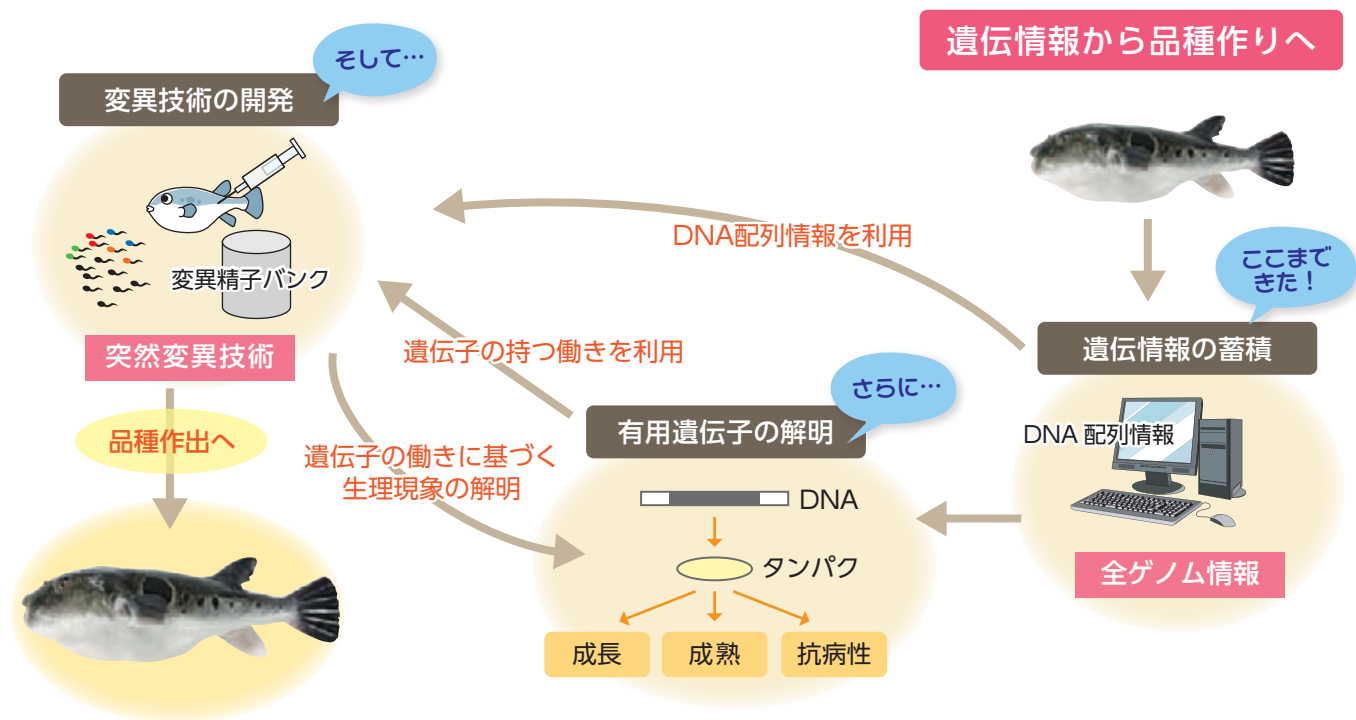 遺伝情報から品種作りへ
ここまで
きた！
遺伝情報の蓄積
DNA 配列情報
全ゲノム情報
DNA配列情報を利用
さらに…
有用遺伝子の解明
DNA
タンパク
成長
成熟
抗病性
遺伝子の持つ働きを利用
遺伝子の働きに基づく
生理現象の解明
そして…
変異技術の開発
変異精子バンク
突然変異技術
品種作出へ